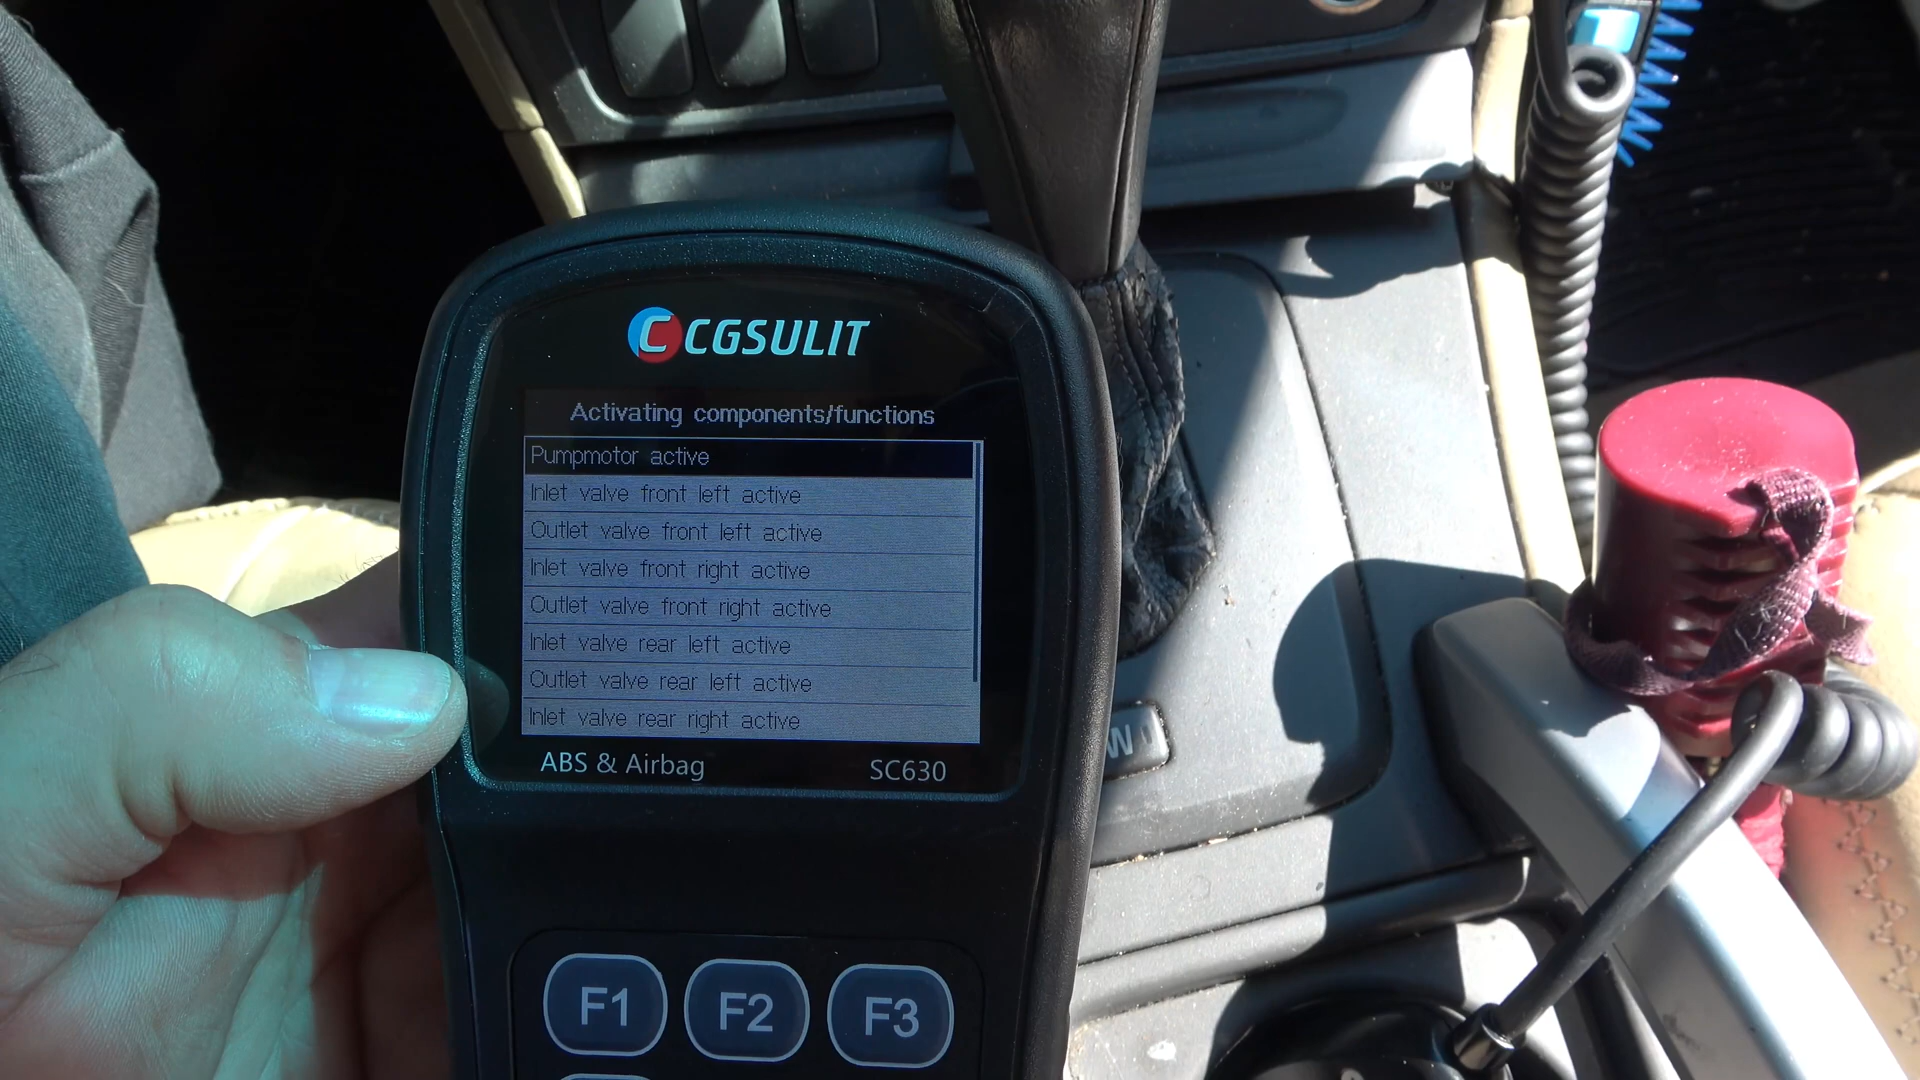 C CGSULIT
Activating components/functions
Pumpmotor active
Inlet valve front left active
Outlet valve front left active
Inlet valve front right active
Outlet valve front right active
Inlet valve rear left active
Outlet valve rear left active
Inlet valve rear right active
ABS & Airbag SC630
W
F1 F2 F3